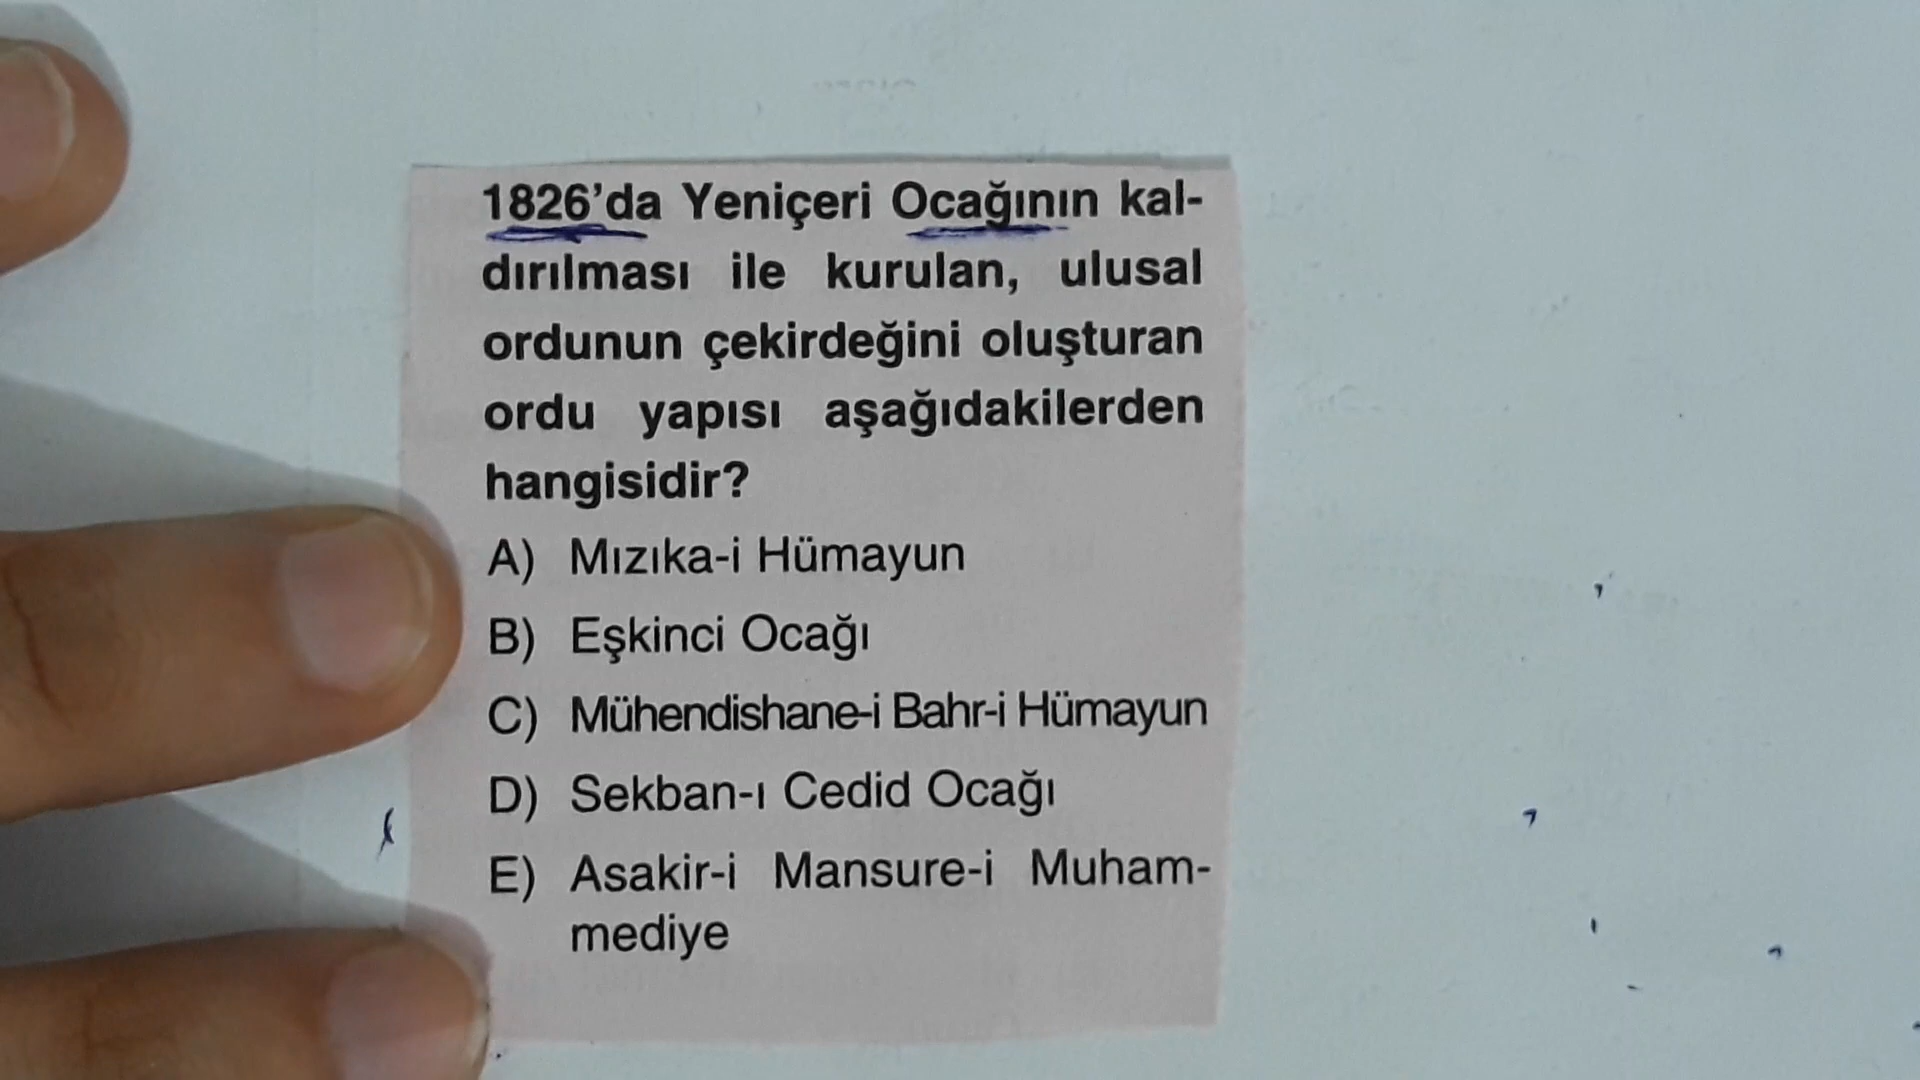 1826'da Yeniçeri Ocağının kal-
dırılması ile kurulan, ulusal
ordunun çekirdeğini oluşturan
ordu yapısı aşağıdakilerden
hangisidir?
A) Mızıka-i Hümayun
B) Eşkinci Ocağı
C) Mühendishane-i Bahr-i Hümayun
D) Sekban-ı Cedid Ocağı
E) Asakir-i Mansure-i Muham-
mediye